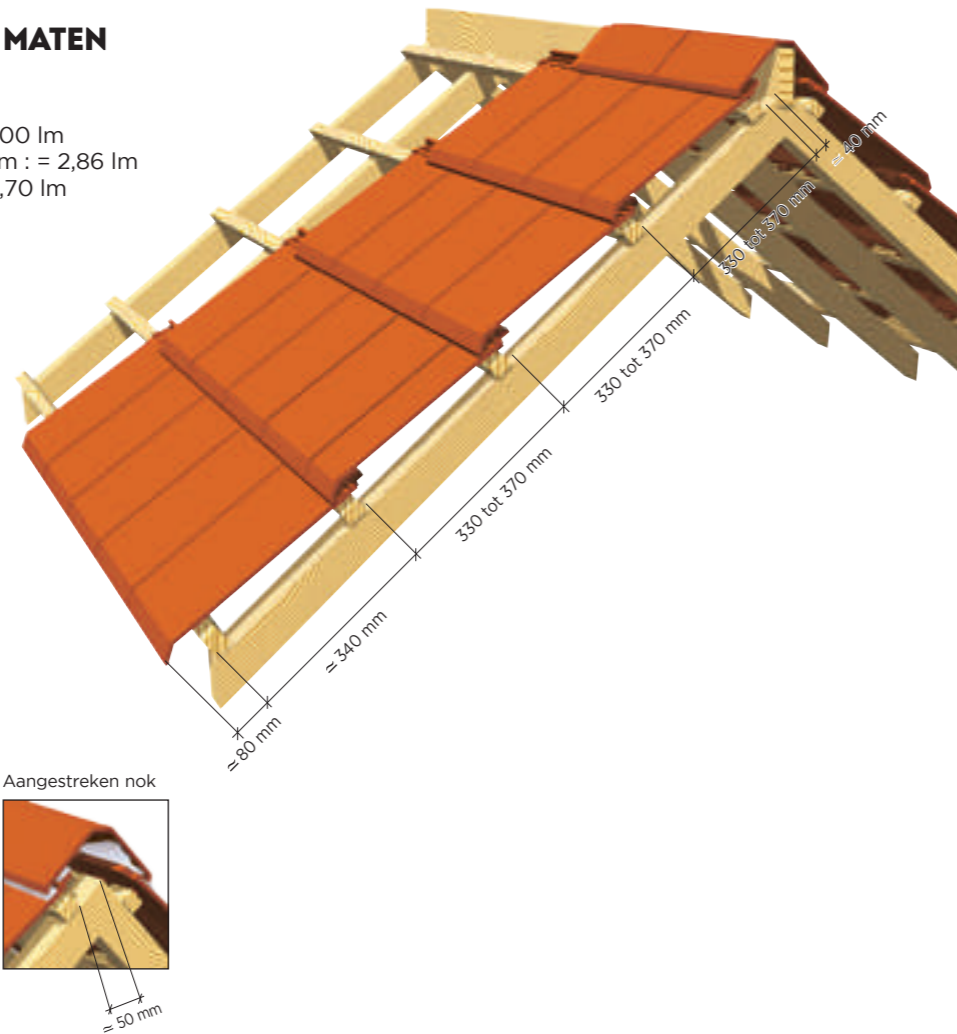 MATEN
00 lm
m : = 2,86 lm
,70 lm
≃ 40 mm
330 tot 370 mm
330 tot 370 mm
330 tot 370 mm
≃ 340 mm
≃ 80 mm
Aangestreken nok
≃ 50 mm